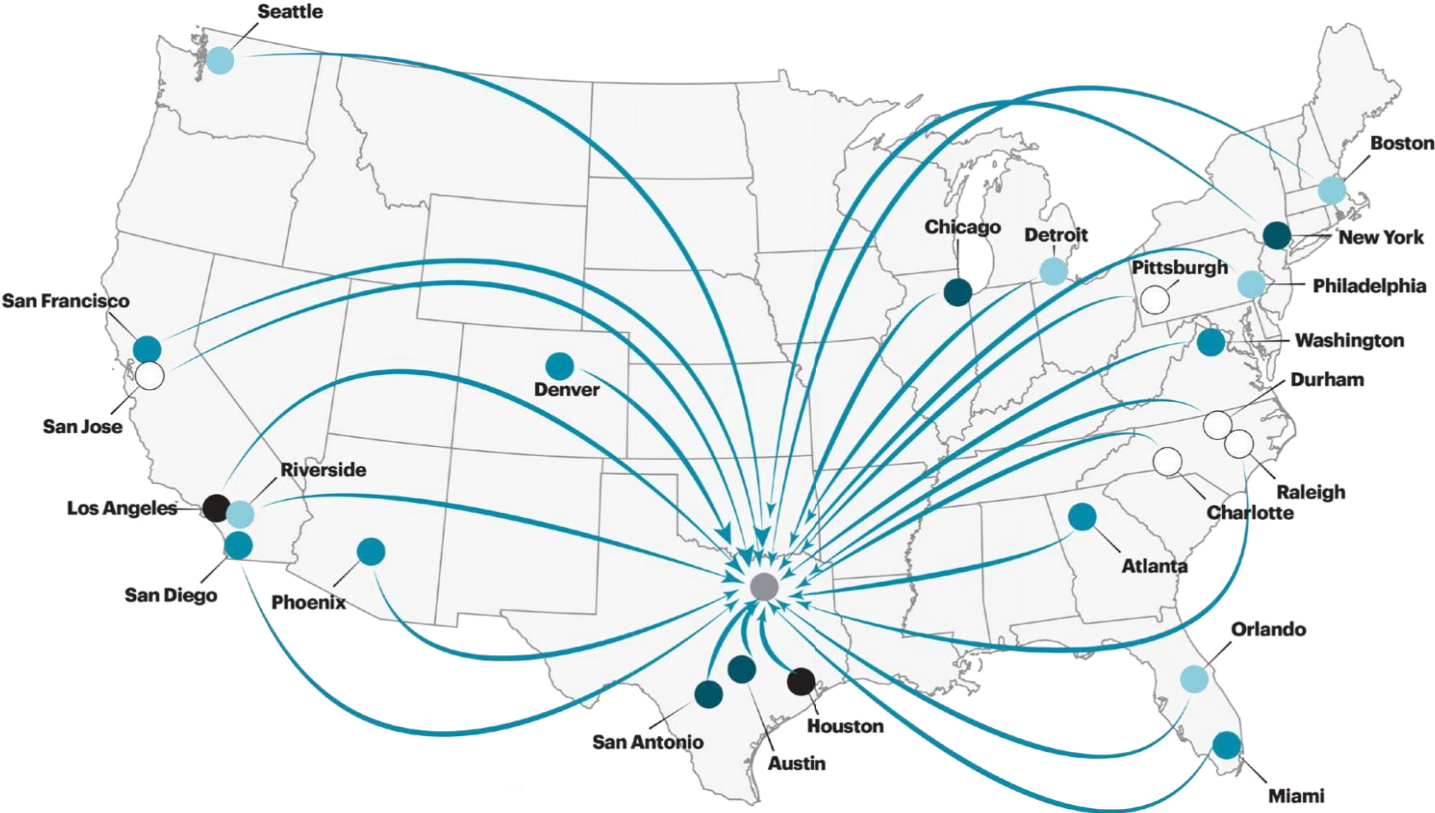 Seattle
Boston
Chicago
Detroit
New York
Pittsburgh
Philadelphia
San Francisco
Washington
Durham
Denver
San Jose
Riverside
Raleigh
Los Angeles
Charlotte
Atlanta
San Diego
Phoenix
Orlando
Houston
San Antonio
Austin
Miami